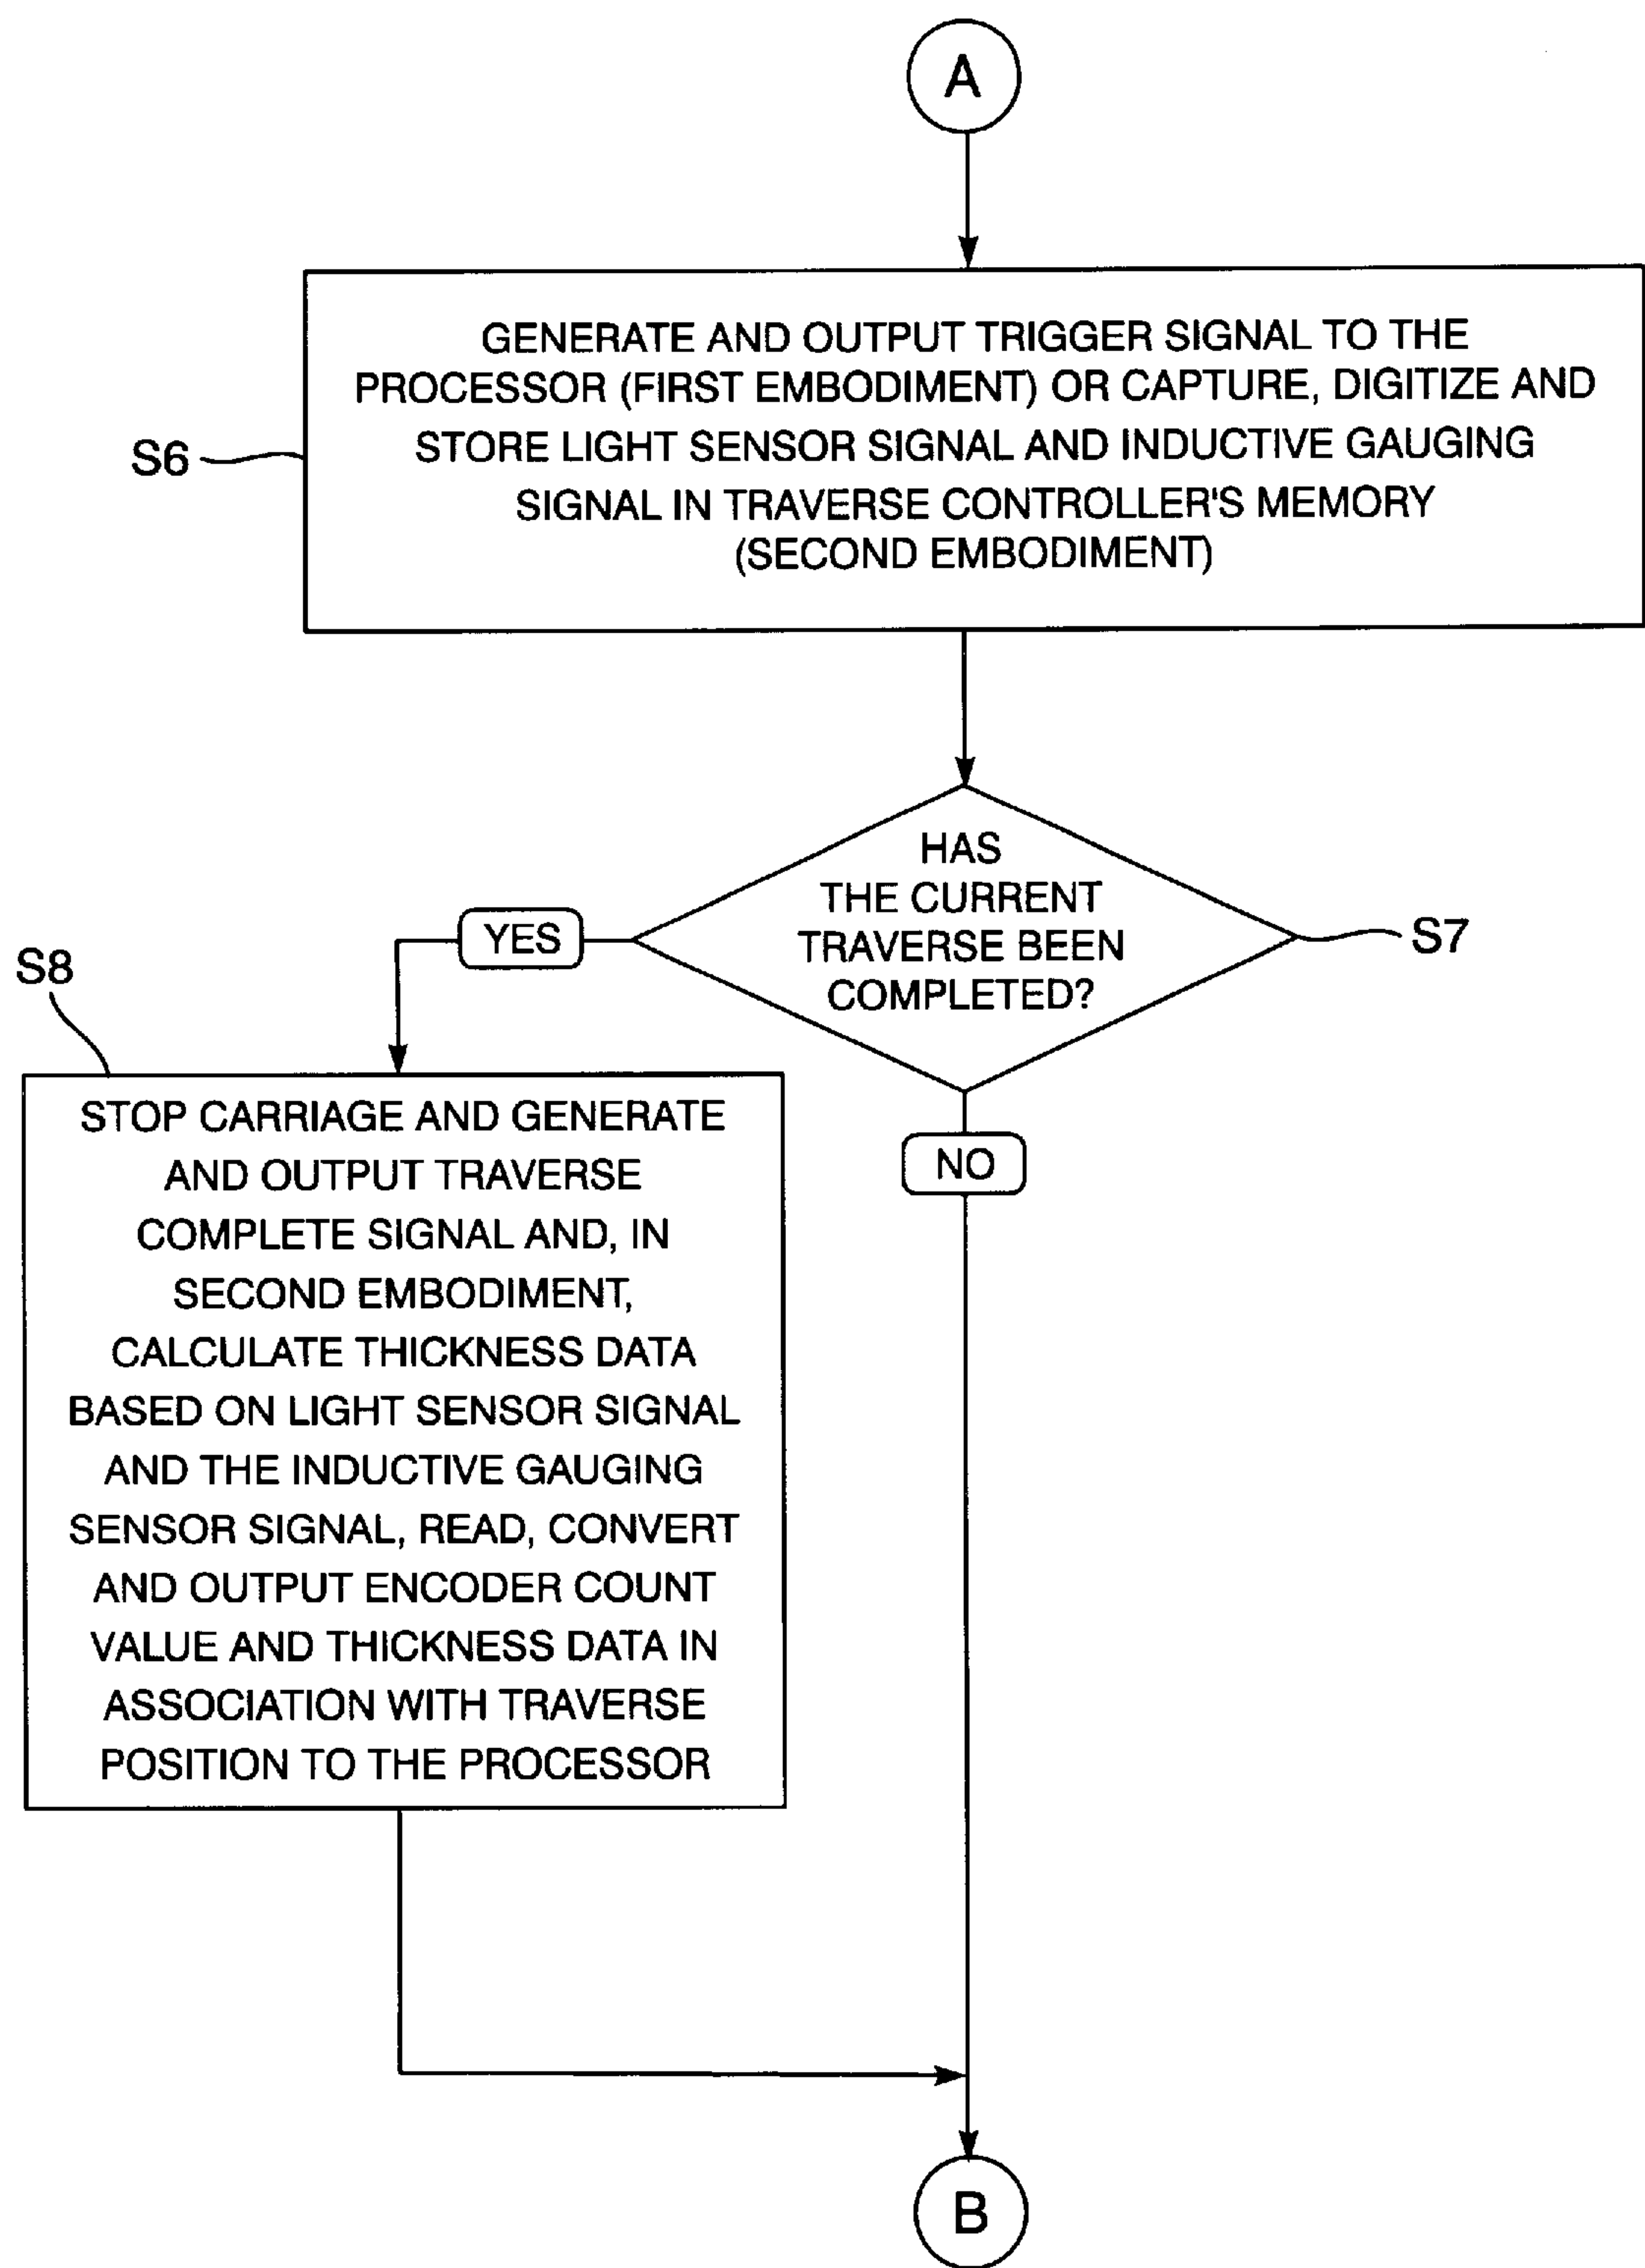 A
GENERATE AND OUTPUT TRIGGER SIGNAL TO THE
PROCESSOR (FIRST EMBODIMENT) OR CAPTURE, DIGITIZE AND
STORE LIGHT SENSOR SIGNAL AND INDUCTIVE GAUGING
SIGNAL IN TRAVERSE CONTROLLER'S MEMORY
(SECOND EMBODIMENT)
S6
HAS
THE CURRENT
TRAVERSE BEEN
COMPLETED?
S7
YES
NO
S8
STOP CARRIAGE AND GENERATE
AND OUTPUT TRAVERSE
COMPLETE SIGNAL AND, IN
SECOND EMBODIMENT,
CALCULATE THICKNESS DATA
BASED ON LIGHT SENSOR SIGNAL
AND THE INDUCTIVE GAUGING
SENSOR SIGNAL, READ, CONVERT
AND OUTPUT ENCODER COUNT
VALUE AND THICKNESS DATA IN
ASSOCIATION WITH TRAVERSE
POSITION TO THE PROCESSOR
B